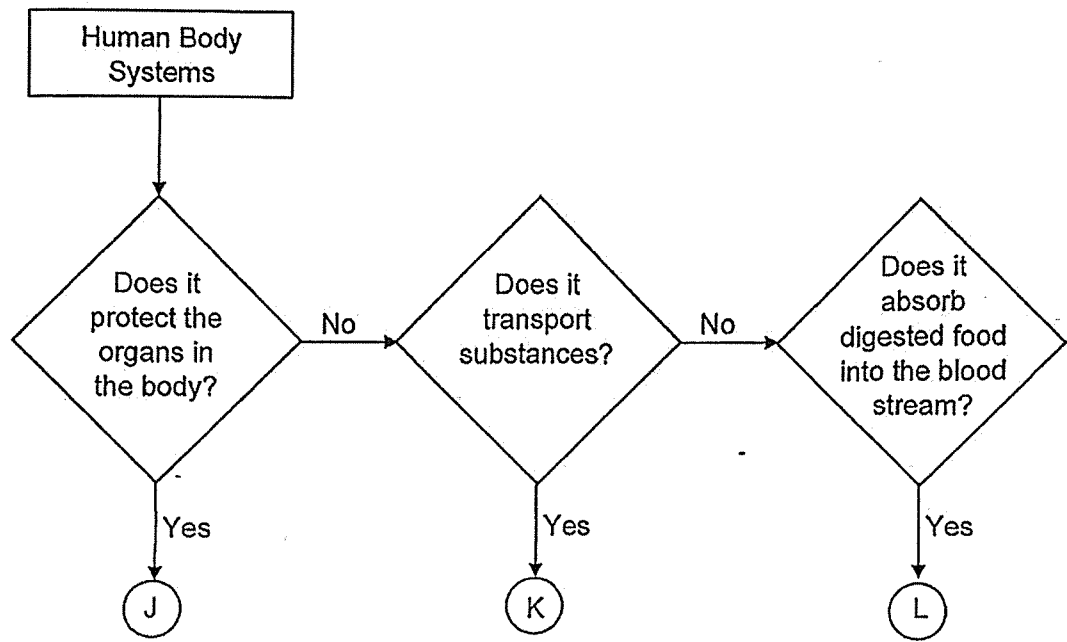 Human Body
Systems
Does it
protect the
organs in
the body?
No
Does it
transport
substances?
No
Does it
absorb
digested food
into the blood
stream?
Yes
Yes
Yes
J
K
L